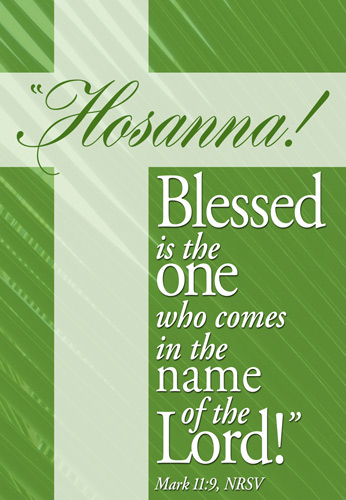 “Hosanna!
Blessed
is the
one
who comes
in the
name
of the
Lord!”
Mark 11:9, NRSV